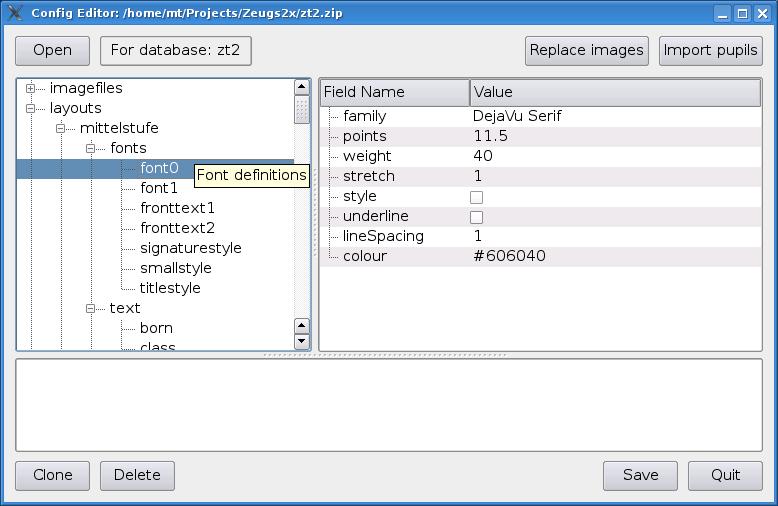 Config Editor: /home/mt/Projects/Zeugs2x/zt2.zip
Open
For database: zt2
Replace images
Import pupils
imagefiles
layouts
mittelstufe
fonts
font0
Font definitions
font1
fronttext1
fronttext2
signaturestyle
smallstyle
titlestyle
text
born
class
Field Name Value
family DejaVu Serif
points 11.5
weight 40
stretch 1
style
underline
lineSpacing 1
colour #606040
Clone
Delete
Save
Quit